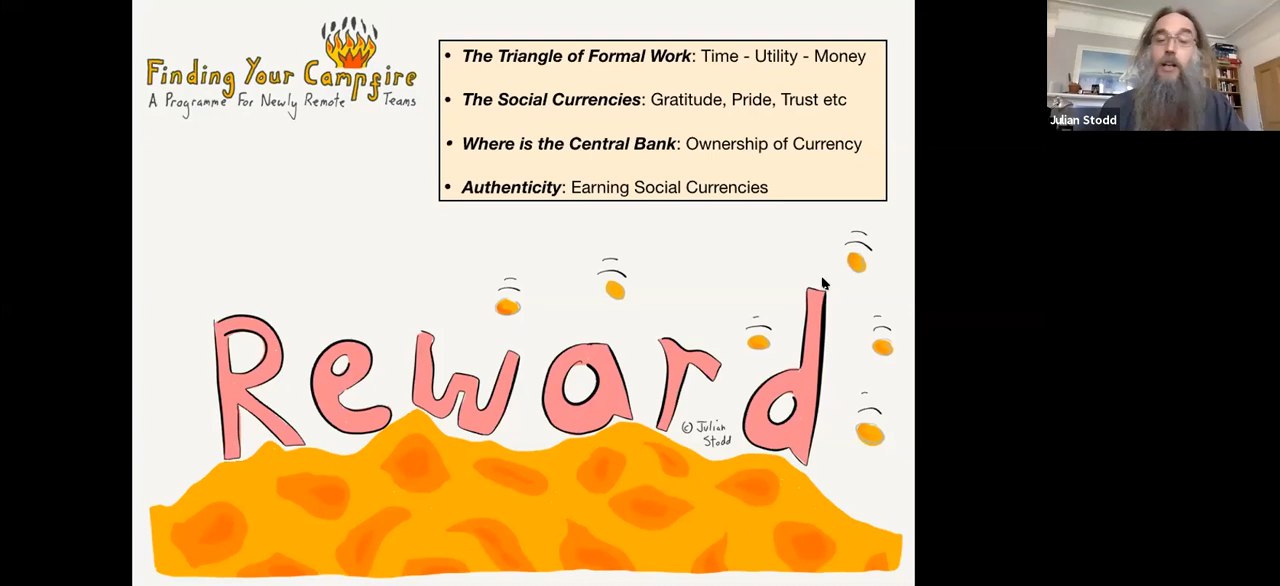 Finding Your Campfire
A Programme For Newly Remote Teams
• The Triangle of Formal Work: Time - Utility - Money
• The Social Currencies: Gratitude, Pride, Trust etc
• Where is the Central Bank: Ownership of Currency
• Authenticity: Earning Social Currencies
Julian Stodd
Reward
(c) Julian
Stodd